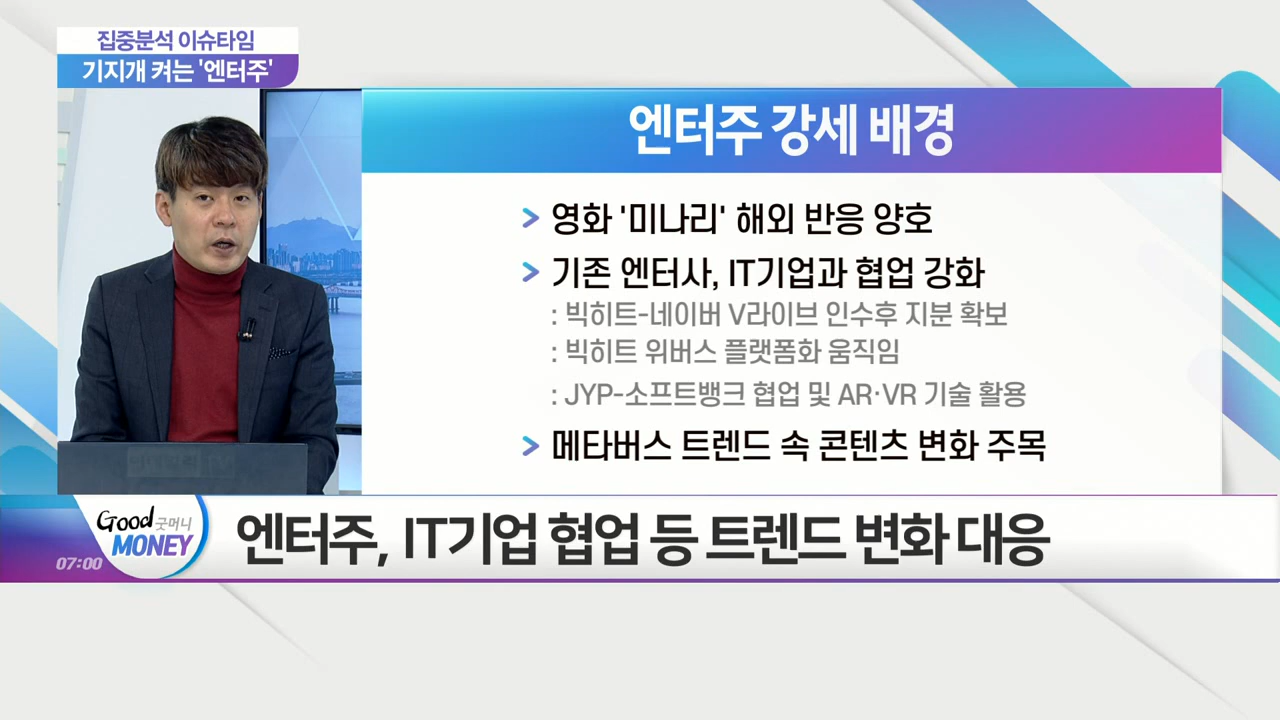 집중분석 이슈타임
기지개 켜는 '엔터주'
엔터주 강세 배경
> 영화 '미나리' 해외 반응 양호
> 기존 엔터사, IT기업과 협업 강화
: 빅히트-네이버 V라이브 인수후 지분 확보
: 빅히트 위버스 플랫폼화 움직임
: JYP-소프트뱅크 협업 및 AR·VR 기술 활용
> 메타버스 트렌드 속 콘텐츠 변화 주목
Good 굿머니
MONEY
07:00
엔터주, IT기업 협업 등 트렌드 변화 대응